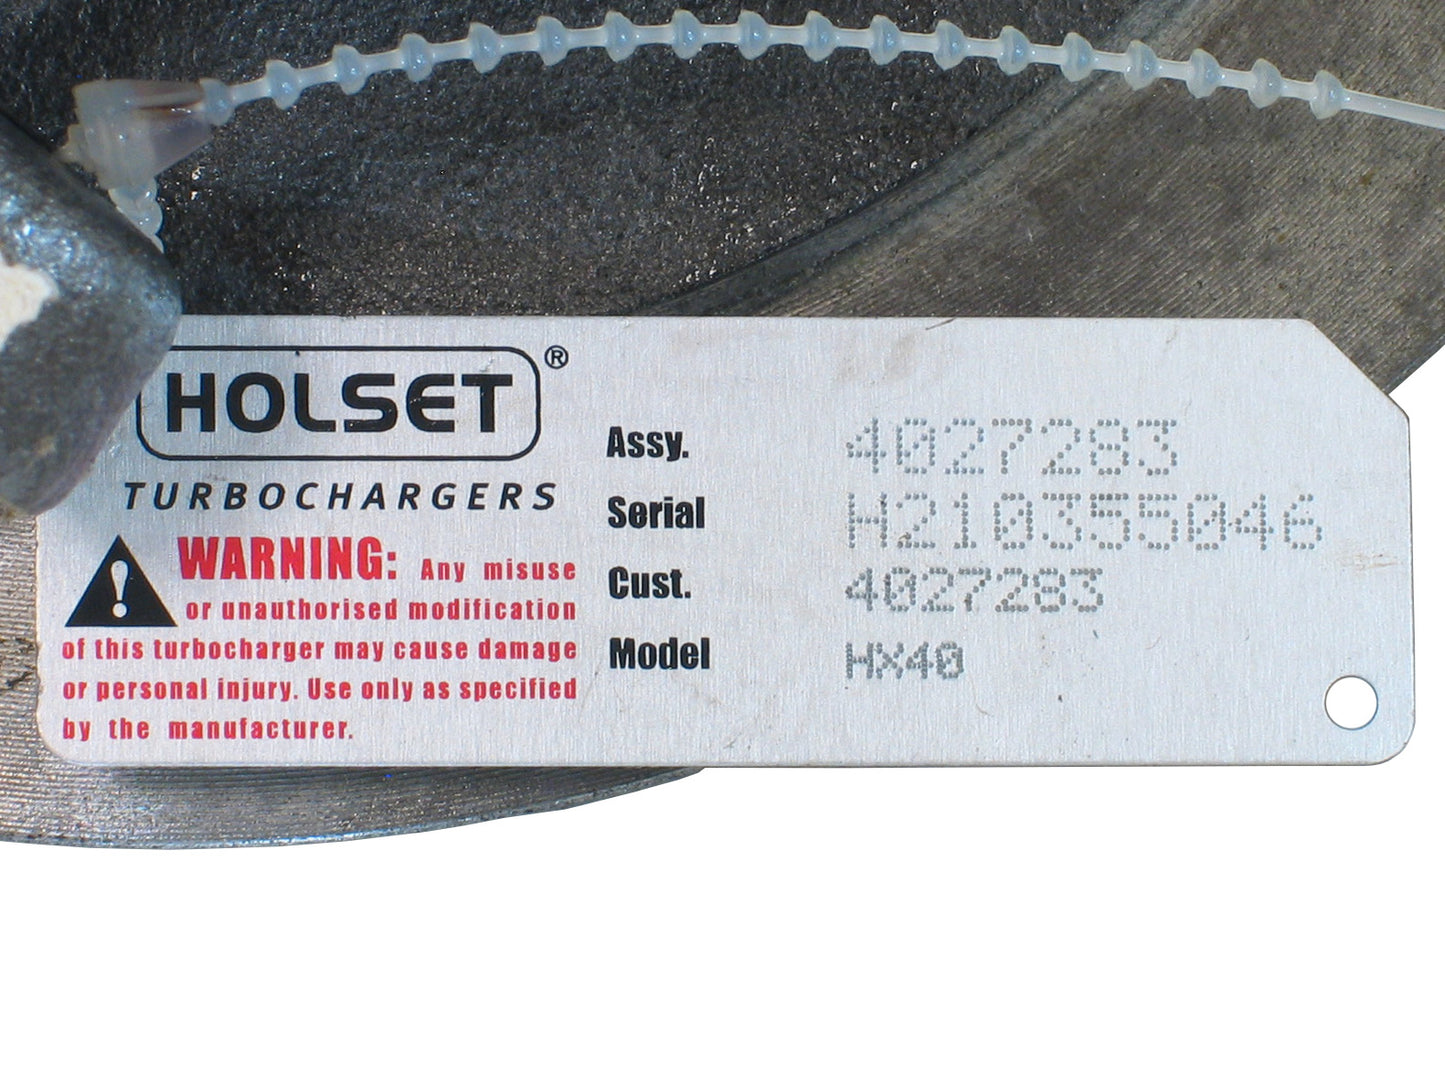 HOLSET®
TURBOCHARGERS
WARNING: Any misuse
or unauthorised modification
of this turbocharger may cause damage
or personal injury. Use only as specified
by the manufacturer.
Assy. 4027283
Serial H210355046
Cust. 4027283
Model HX40